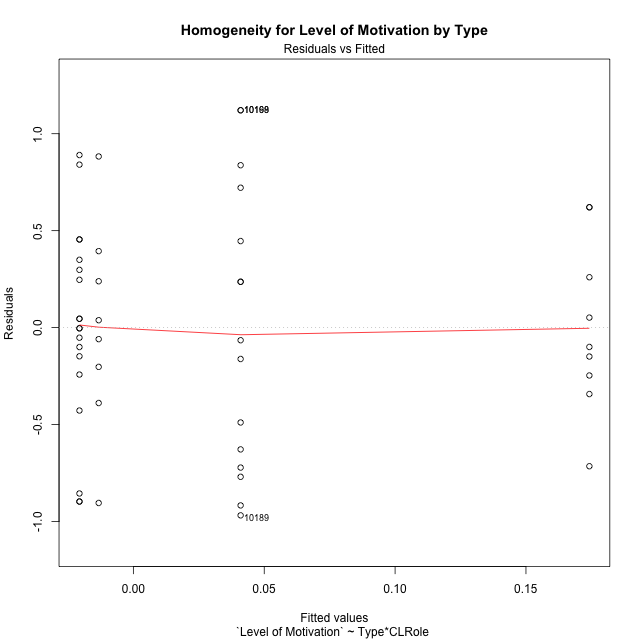 Homogeneity for Level of Motivation by Type
Residuals vs Fitted
1.0
0.5
0.0
-0.5
-1.0
Residuals
10189
0.00
0.05
0.10
0.15
Fitted values
`Level of Motivation` ~ Type*CLRole